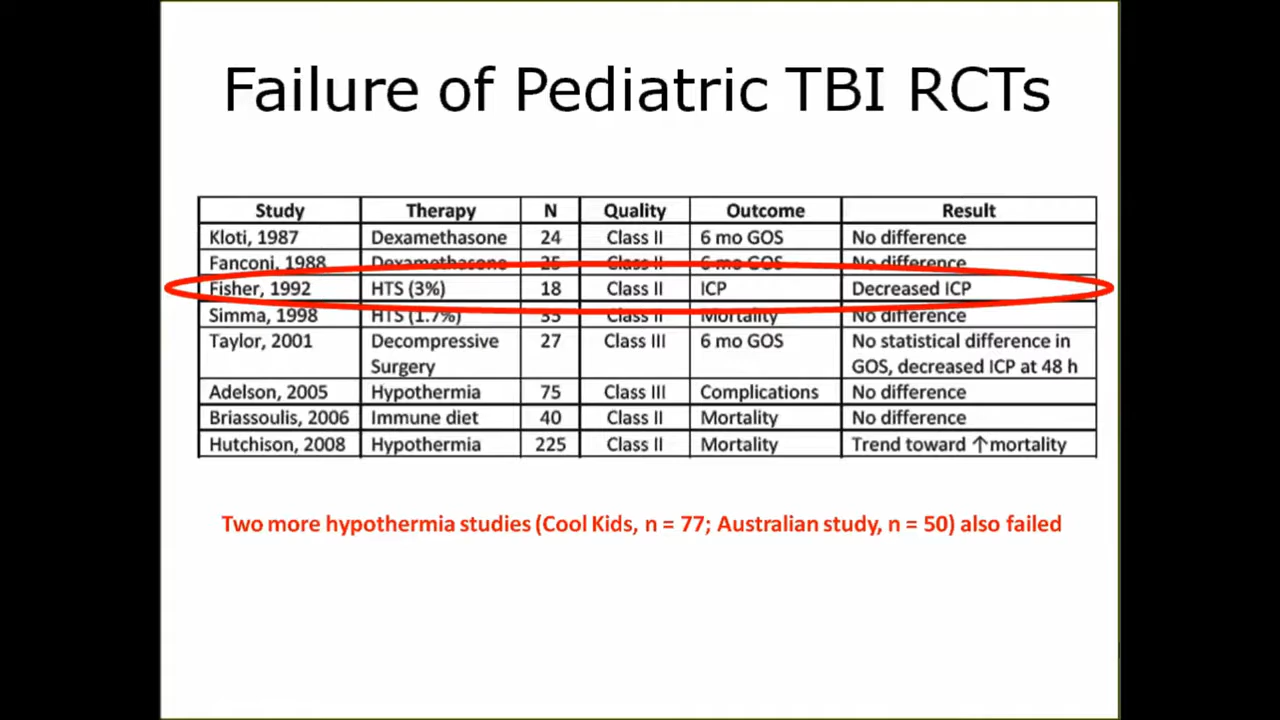 Failure of Pediatric TBI RCTs
Study Therapy N Quality Outcome Result
Kloti, 1987 Dexamethasone 24 Class II 6 mo GOS No difference
Fanconi, 1988 Dexamethasone 25 Class II 6 mo GOS No difference
Fisher, 1992 HTS (3%) 18 Class II ICP Decreased ICP
Simma, 1998 HTS (1.7%) 35 Class II Mortality No difference
Taylor, 2001 Decompressive 27 Class III 6 mo GOS No statistical difference in
Surgery GOS, decreased ICP at 48 h
Adelson, 2005 Hypothermia 75 Class III Complications No difference
Briassoulis, 2006 Immune diet 40 Class II Mortality No difference
Hutchison, 2008 Hypothermia 225 Class II Mortality Trend toward ↑mortality
Two more hypothermia studies (Cool Kids, n = 77; Australian study, n = 50) also failed